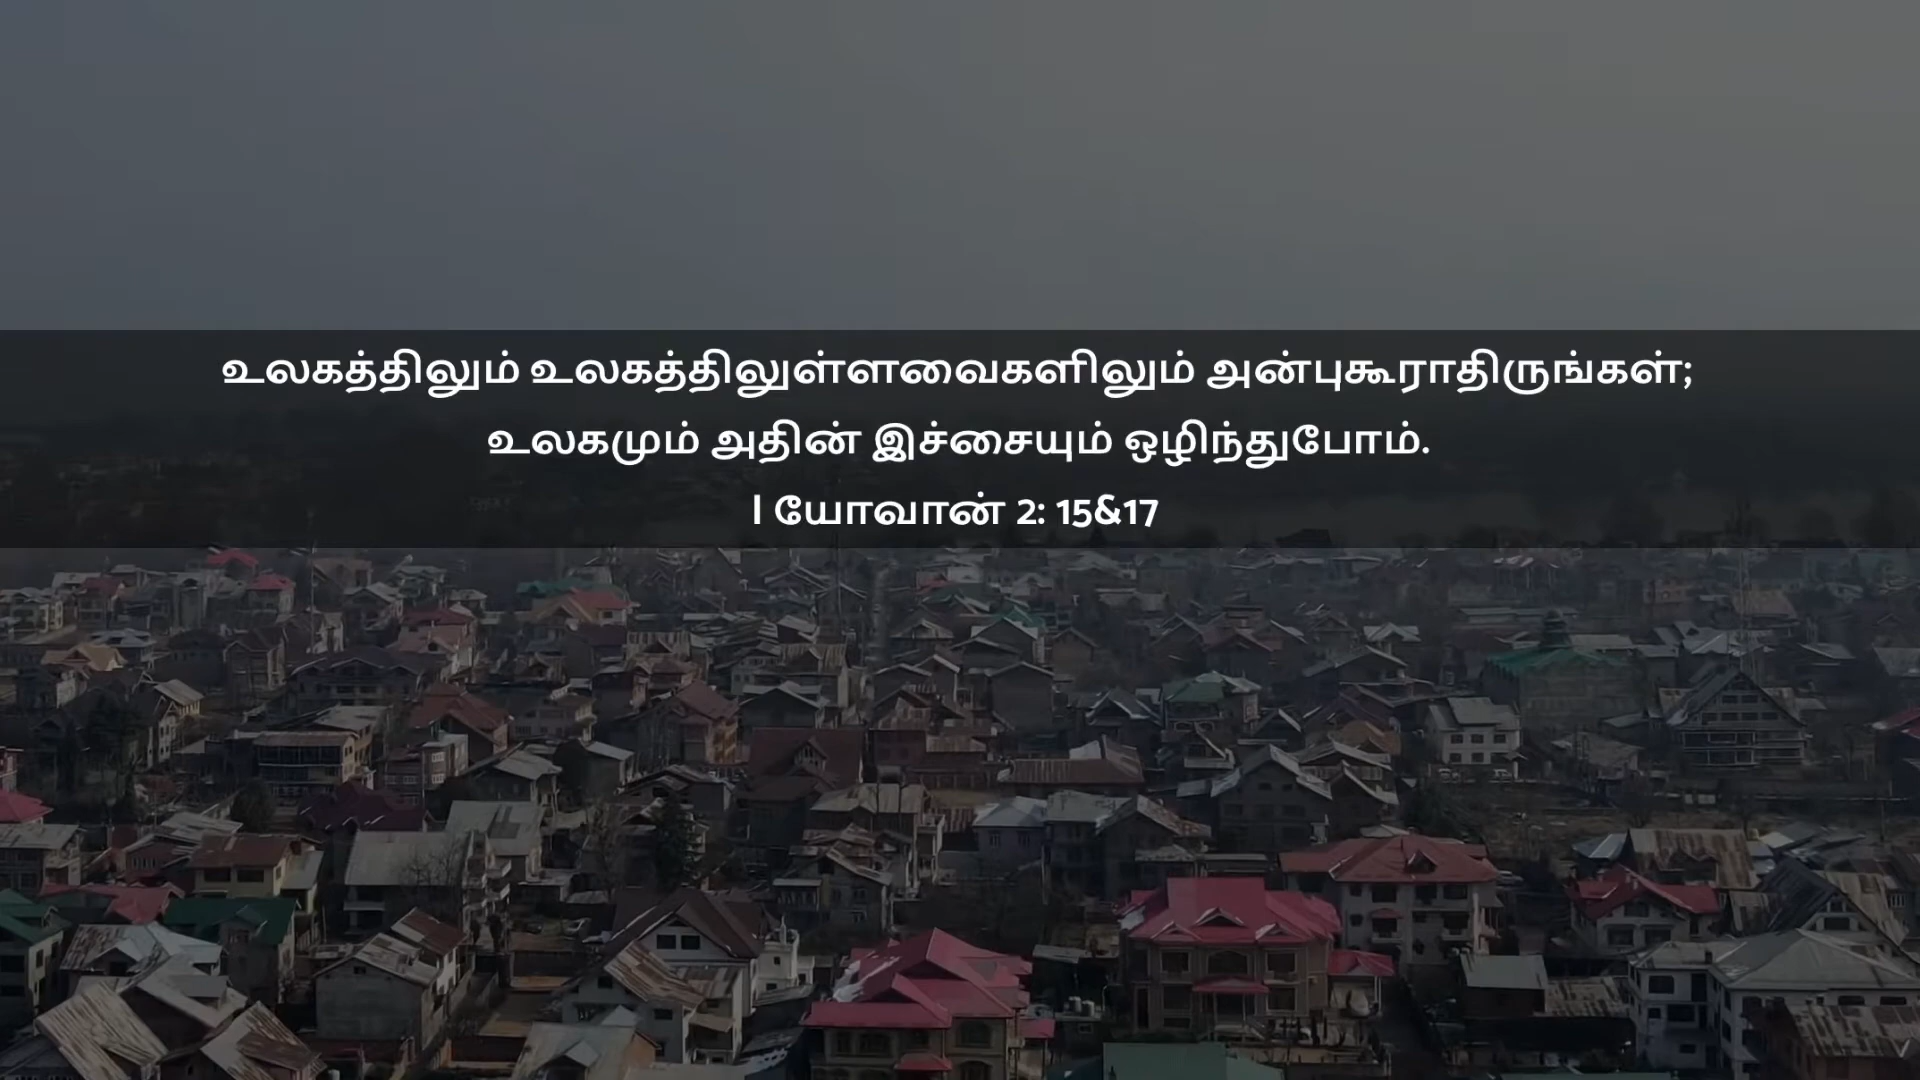 உலகத்திலும் உலகத்திலுள்ளவைகளிலும் அன்புகூராதிருங்கள்;
உலகமும் அதின் இச்சையும் ஒழிந்துபோம்.
I யோவான் 2: 15&17